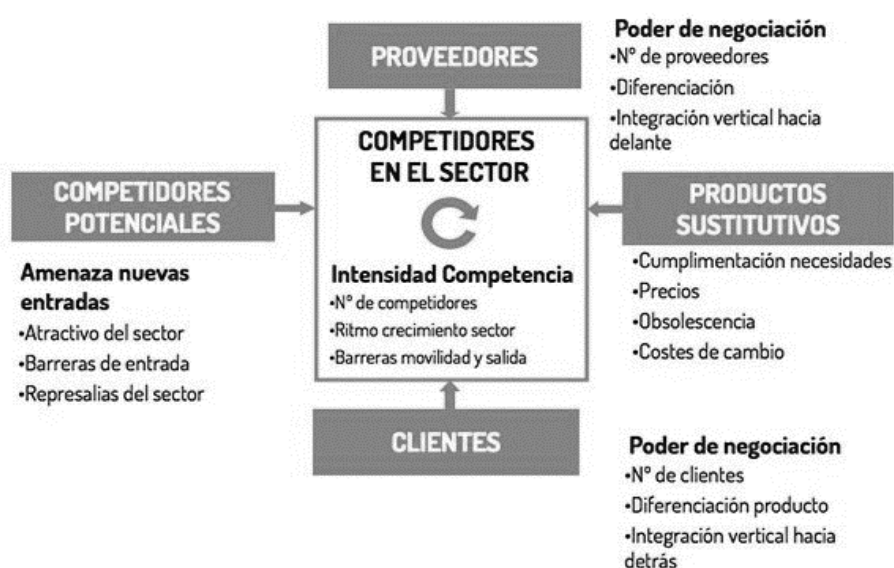 PROVEEDORES
Poder de negociación
•Nº de proveedores
•Diferenciación
•Integración vertical hacia
delante
COMPETIDORES
EN EL SECTOR
Intensidad Competencia
•Nº de competidores
•Ritmo crecimiento sector
•Barreras movilidad y salida
COMPETIDORES
POTENCIALES
Amenaza nuevas
entradas
•Atractivo del sector
•Barreras de entrada
•Represalias del sector
PRODUCTOS
SUSTITUTIVOS
•Cumplimentación necesidades
•Precios
•Obsolescencia
•Costes de cambio
CLIENTES
Poder de negociación
•Nº de clientes
•Diferenciación producto
•Integración vertical hacia
detrás